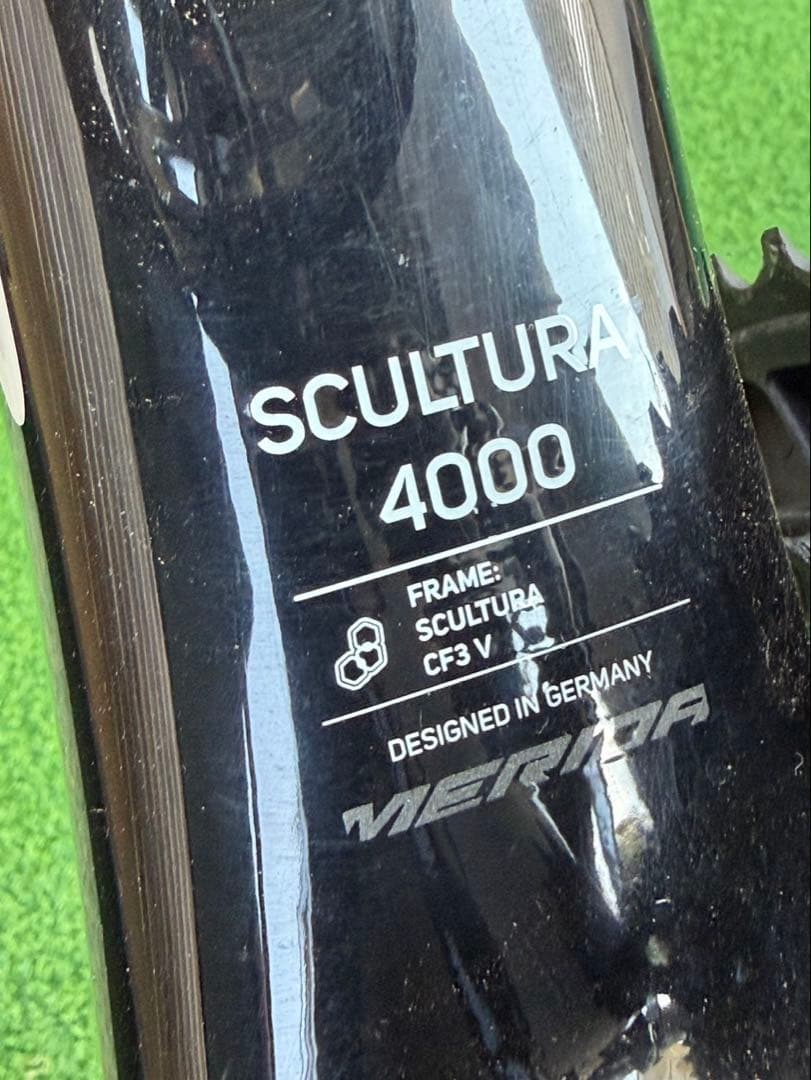 SCULTURA
4000
FRAME:
SCULTURA
CF3 V
DESIGNED IN GERMANY
MERIDA